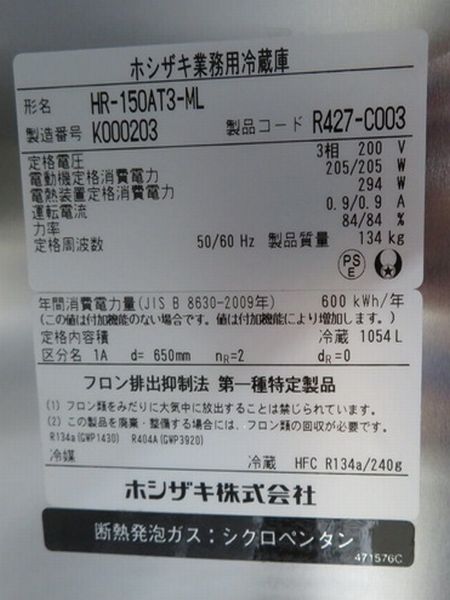 ホシザキ業務用冷蔵庫
形名 HR-150AT3-ML
製造番号 K000203 製品コード R427-C003
定格電圧 3相 200 V
電動機定格消費電力 205/205 W
電熱装置定格消費電力 294 W
運転電流 0.9/0.9 A
力率 84/84 %
定格周波数 50/60 Hz 製品質量 134 kg
PS
E
年間消費電力量(JIS B 8630-2009年) 600 kWh/年
(この値は付加機能のない場合です。値は付加機能により増加します。)
定格内容積 冷蔵 1054 L
区分名 1A d= 650mm nR=2 dR=0
フロン排出抑制法 第一種特定製品
(1) フロン類をみだりに大気中に放出することは禁じられています。
(2) この製品を廃棄・整備する場合には、フロン類の回収が必要です。
R134a(GWP1430) R404A(GWP3920)
冷媒 冷蔵 HFC R134a/240g
ホシザキ株式会社
断熱発泡ガス：シクロペンタン
471576C